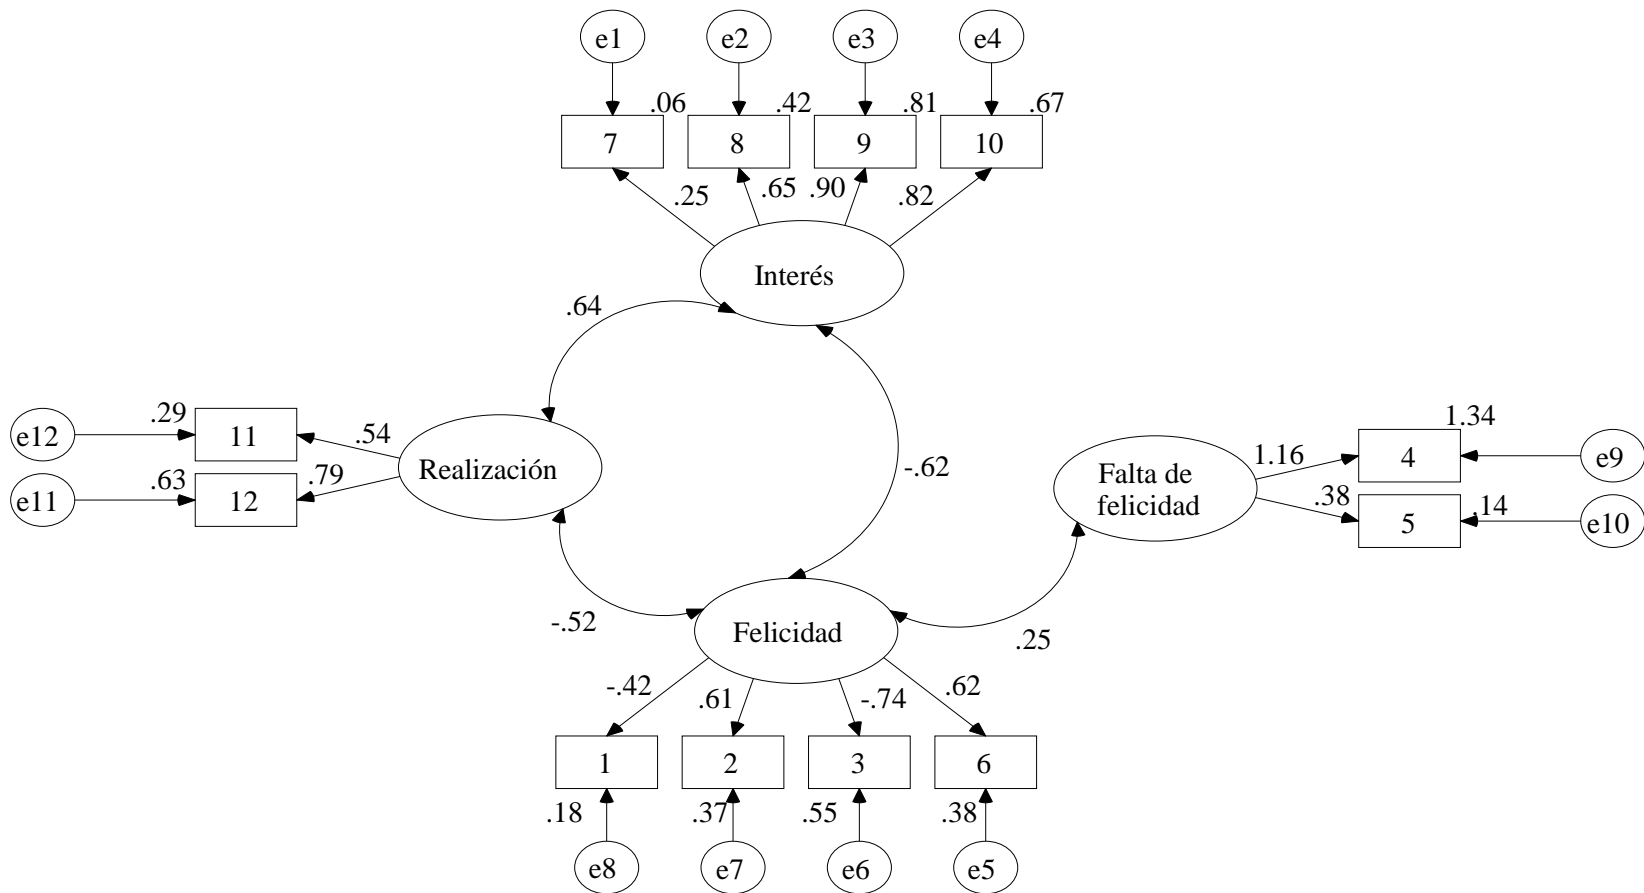 e1 e2 e3 e4
.06 .42 .81 .67
7 8 9 10
.25 .65 .90 .82
Interés
.64
e12 .29 11 .54
e11 .63 12 .79
Realización
-.62
Falta de
felicidad
1.16 4 1.34 e9
.38 5 .14 e10
-.52
Felicidad
.25
-.42 .61 -.74 .62
1 2 3 6
.18 .37 .55 .38
e8 e7 e6 e5